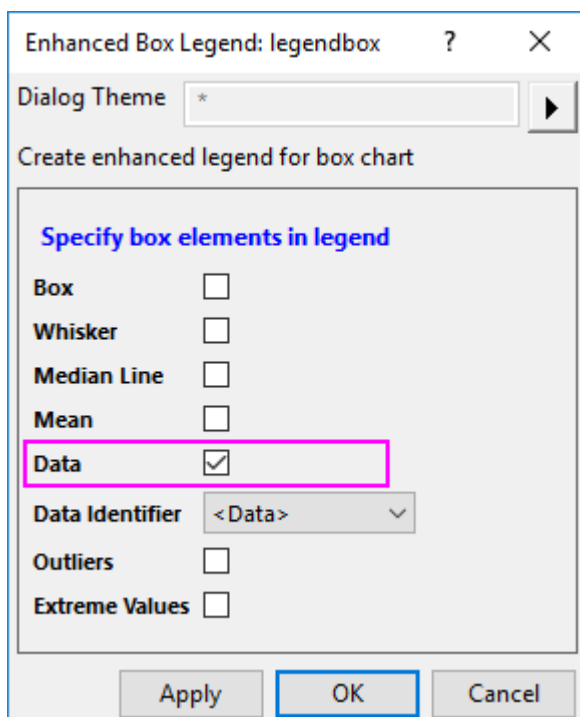 Enhanced Box Legend: legendbox ?
Dialog Theme *
Create enhanced legend for box chart
Specify box elements in legend
Box
Whisker
Median Line
Mean
Data
Data Identifier <Data>
Outliers
Extreme Values
Apply OK Cancel